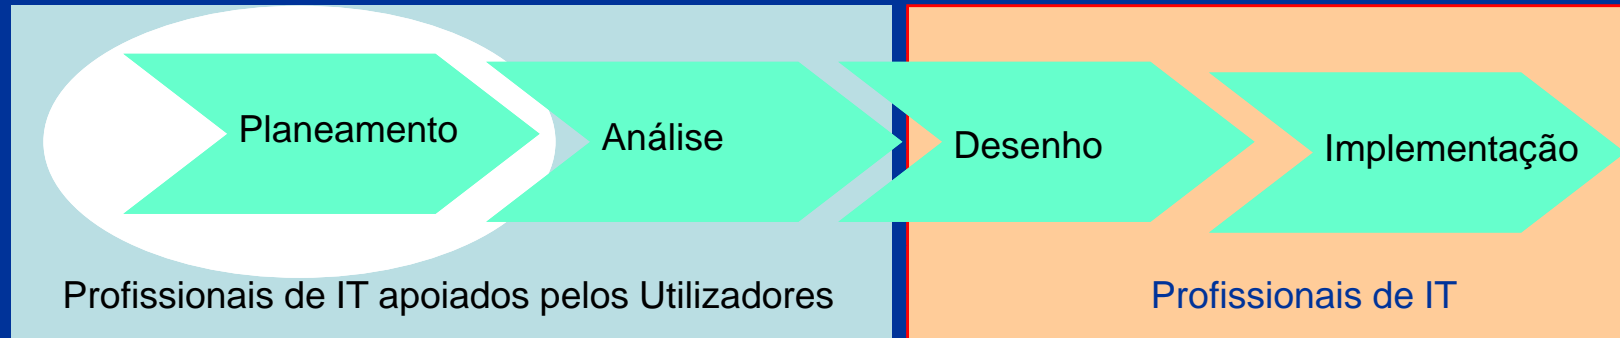 Planeamento
Análise
Desenho
Implementação
Profissionais de IT apoiados pelos Utilizadores
Profissionais de IT